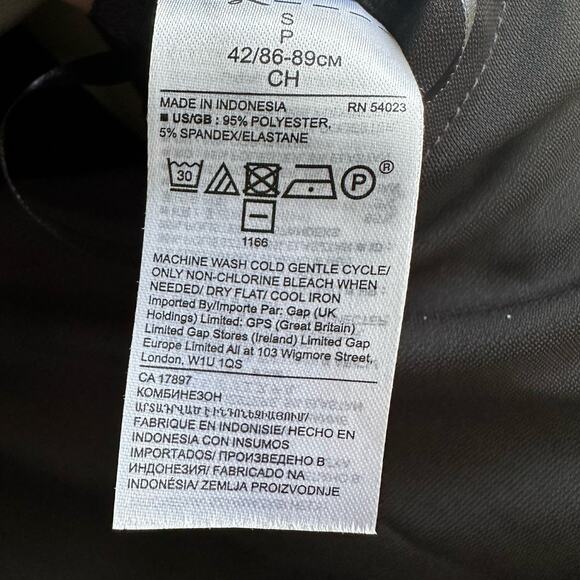 S
P
42/86-89см
CH
MADE IN INDONESIA RN 54023
■ US/GB : 95% POLYESTER,
5% SPANDEX/ELASTANE
30 P ®
1166
MACHINE WASH COLD GENTLE CYCLE/
ONLY NON-CHLORINE BLEACH WHEN
NEEDED/ DRY FLAT/ COOL IRON
Imported By/Importe Par: Gap (UK
Holdings) Limited: GPS (Great Britain)
Limited Gap Stores (Ireland) Limited Gap
Europe Limited All at 103 Wigmore Street,
London, W1U 1QS
CA 17897
КОМБИНЕЗОН
ԱՐՏԱԴՐՎԱԾ Է ԻՆԴՈՆԵԶԻԱՅՈՒՄ/
FABRIQUE EN INDONISIE/ HECHO EN
INDONESIA CON INSUMOS
IMPORTADOS/ ПРОИЗВЕДЕНО В
ИНДОНЕЗИЯ/ FABRICADO NA
INDONÉSIA/ ZEMLJA PROIZVODNJE